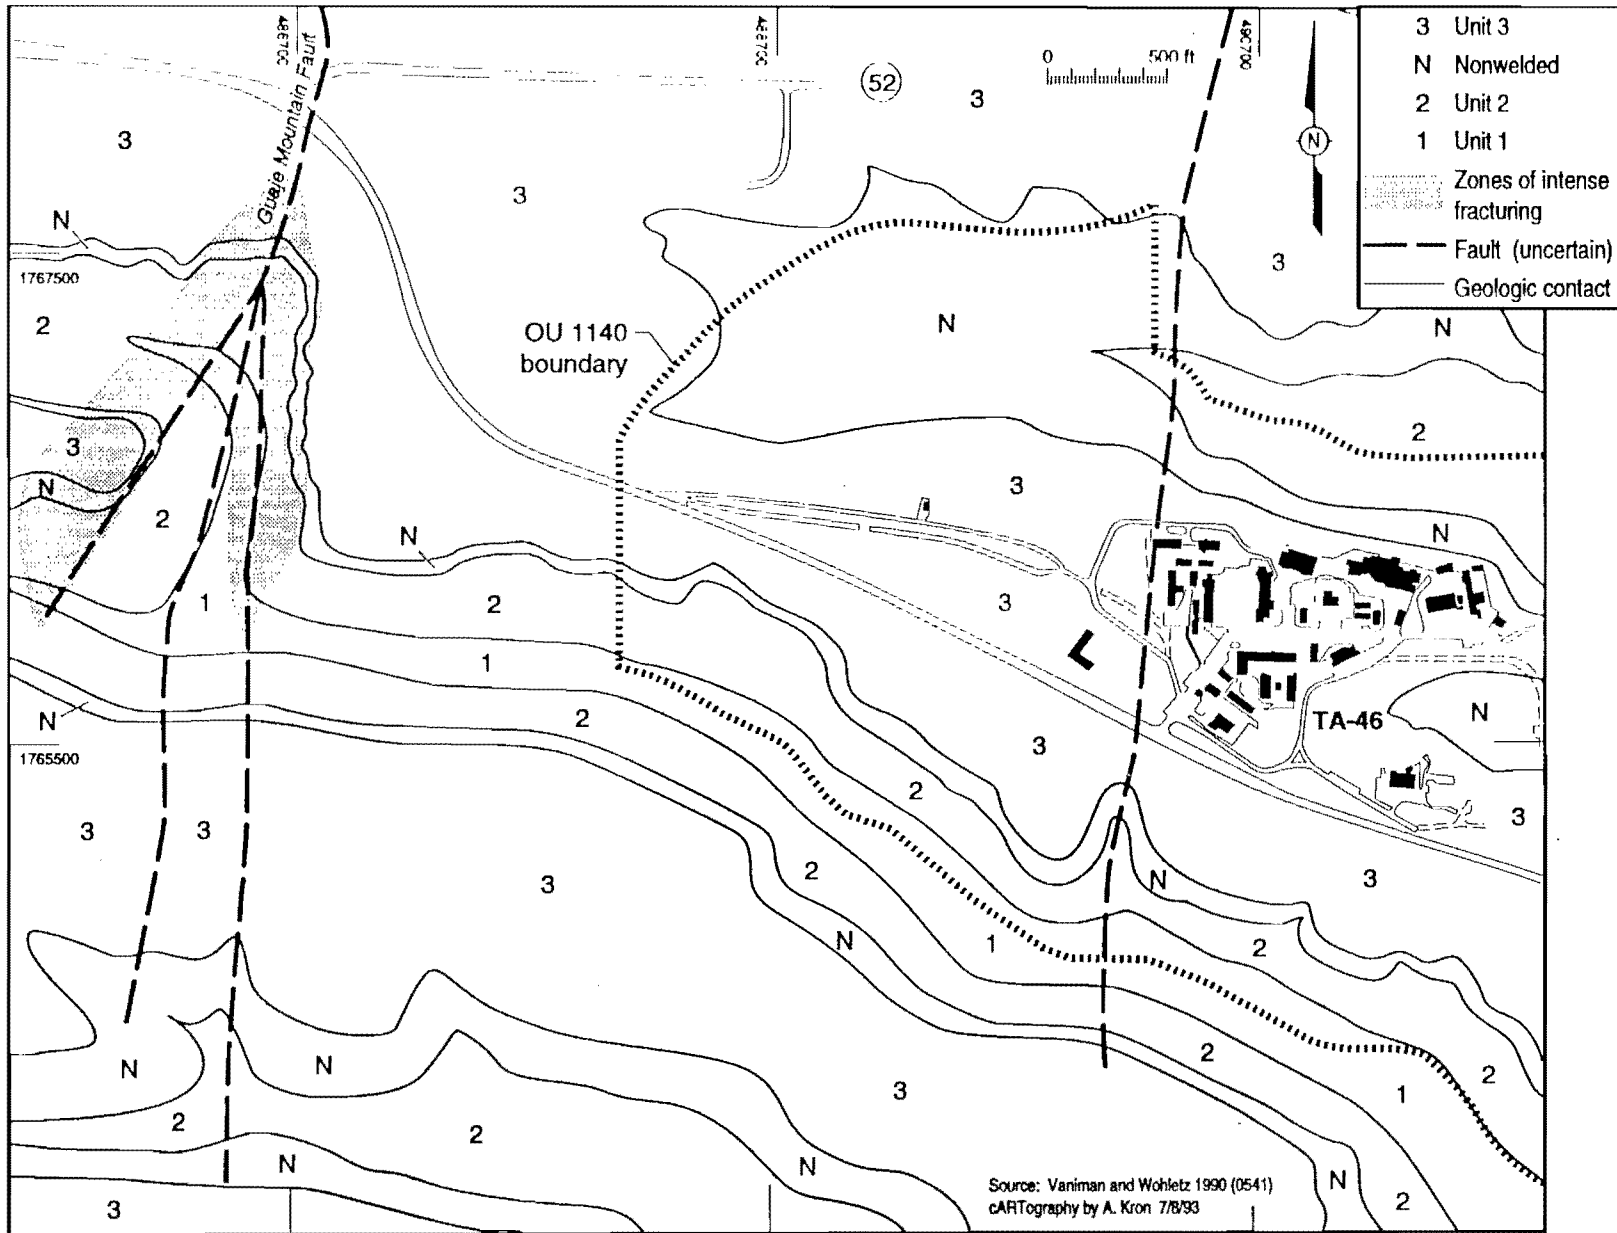 486700
488700
490700
0 500 ft
52
3 Unit 3
N Nonwelded
2 Unit 2
1 Unit 1
Zones of intense
fracturing
Fault (uncertain)
Geologic contact
N
Guaje Mountain Fault
3
3
3
3
N
1767500
2
OU 1140
boundary
N
N
3
2
N
2
3
N
N
1
2
3
1
2
N
1765500
3
TA-46
N
2
3
3
3
3
2
N
3
N
1
2
N
N
2
2
3
1
2
2
N
N
N
3
2
Source: Vaniman and Wohletz 1990 (0541)
cARTography by A. Kron 7/8/93